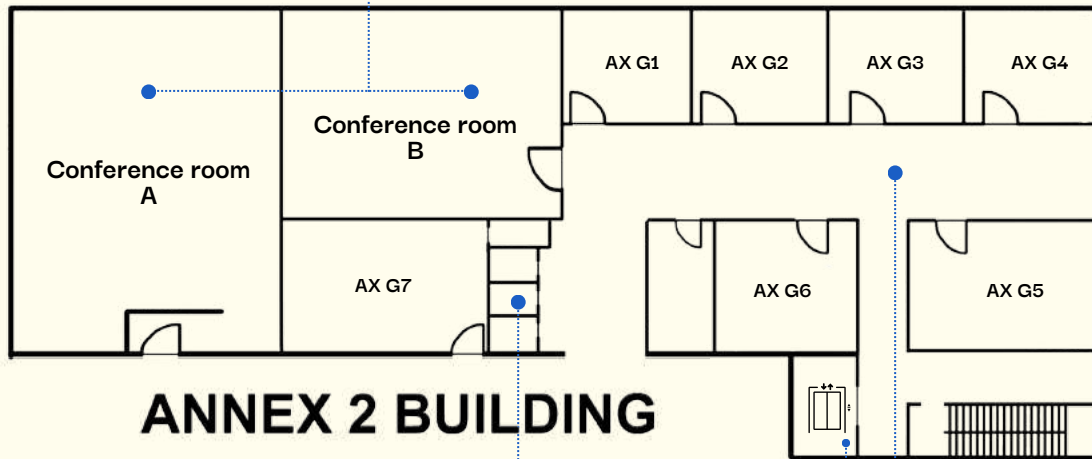 AX G1
AX G2
AX G3
AX G4
Conference room
B
Conference room
A
AX G7
AX G6
AX G5
ANNEX 2 BUILDING